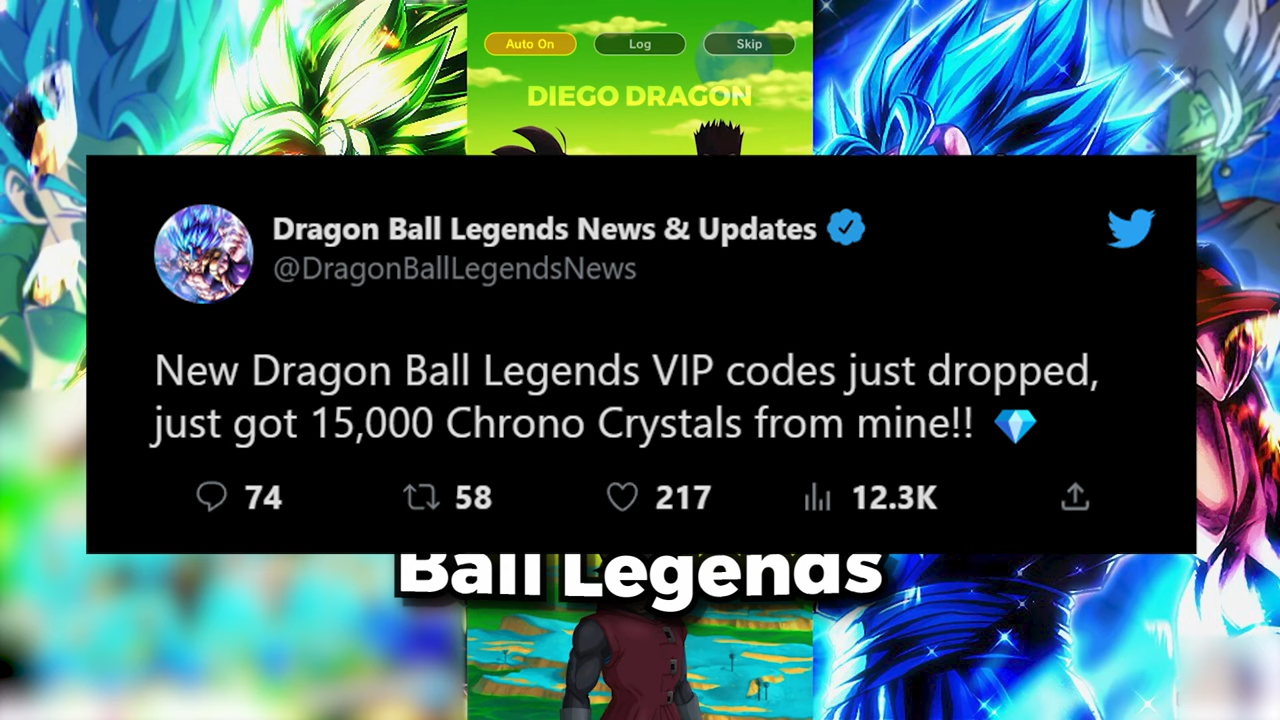 Auto On
Log
Skip
DIEGO DRAGON
Dragon Ball Legends News & Updates
@DragonBallLegendsNews
New Dragon Ball Legends VIP codes just dropped,
just got 15,000 Chrono Crystals from mine!! 💎
74
58
217
12.3K
Ball Legends